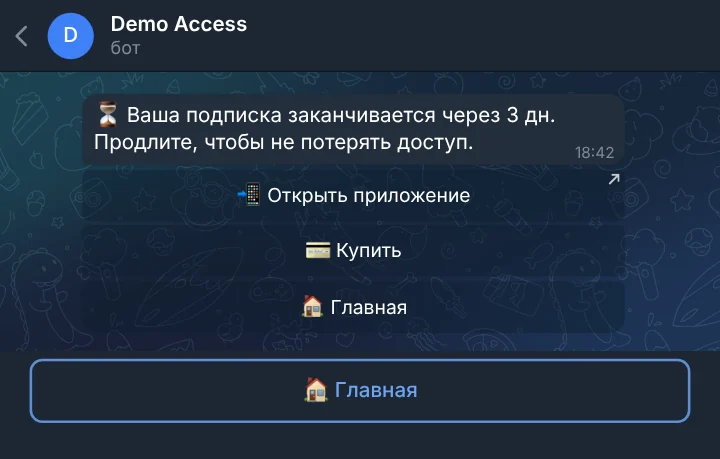 D
Demo Access
бот
⏳ Ваша подписка заканчивается через 3 дн.
Продлите, чтобы не потерять доступ.
18:42
📲 Открыть приложение
💳 Купить
🏠 Главная
🏠 Главная